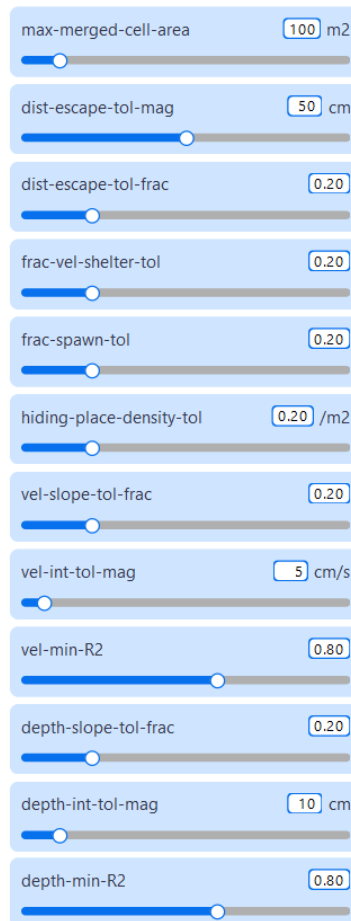 max-merged-cell-area 100 m2
dist-escape-tol-mag 50 cm
dist-escape-tol-frac 0.20
frac-vel-shelter-tol 0.20
frac-spawn-tol 0.20
hiding-place-density-tol 0.20 /m2
vel-slope-tol-frac 0.20
vel-int-tol-mag 5 cm/s
vel-min-R2 0.80
depth-slope-tol-frac 0.20
depth-int-tol-mag 10 cm
depth-min-R2 0.80